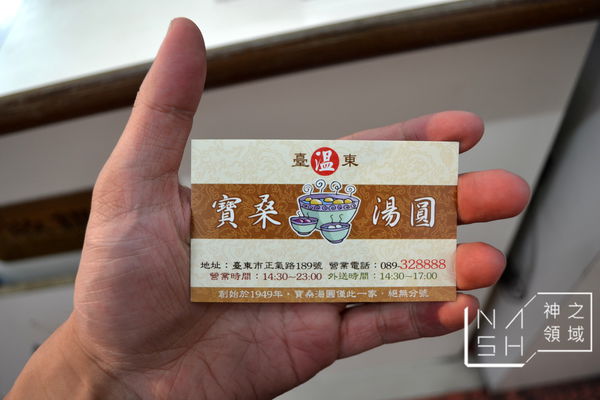 臺溫東
寶桑 湯圓
地址：臺東市正氣路189號 營業電話：089-328888
營業時間：14:30~23:00 外送時間：14:30~17:00
創始於1949年，寶桑湯圓僅此一家，絕無分號
NASH 神之領域